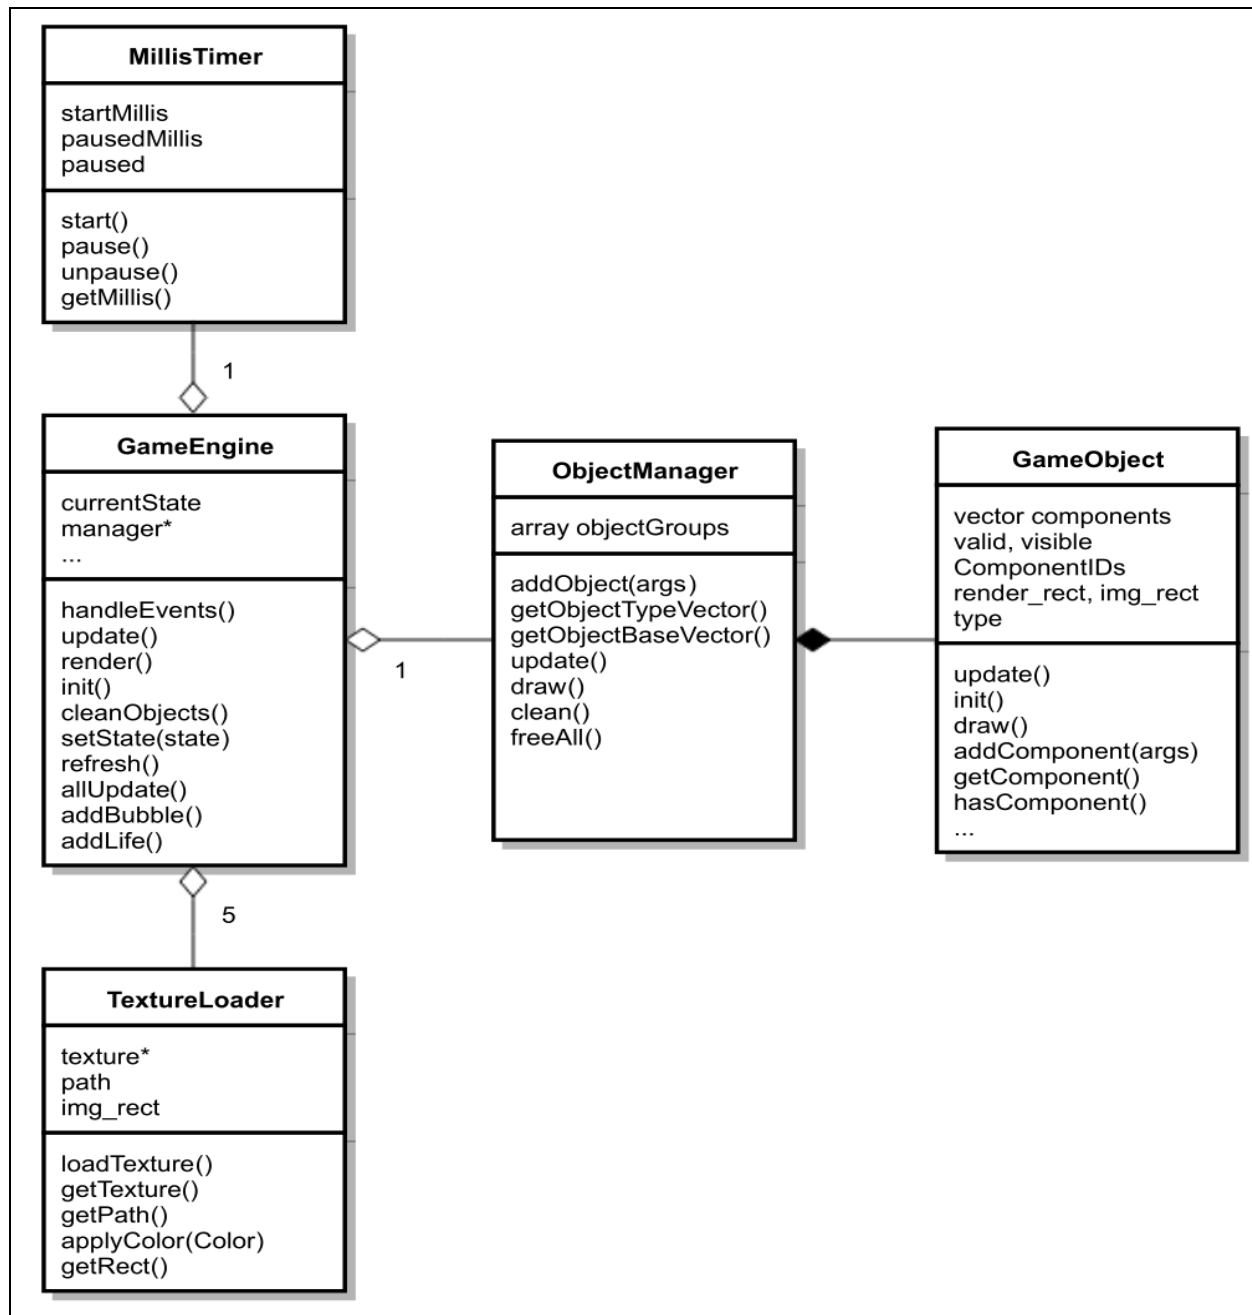 MillisTimer
startMillis
pausedMillis
paused
start()
pause()
unpause()
getMillis()
1
GameEngine
currentState
manager*
...
handleEvents()
update()
render()
init()
cleanObjects()
setState(state)
refresh()
allUpdate()
addBubble()
addLife()
1
ObjectManager
array objectGroups
addObject(args)
getObjectTypeVector()
getObjectBaseVector()
update()
draw()
clean()
freeAll()
GameObject
vector components
valid, visible
ComponentIDs
render_rect, img_rect
type
update()
init()
draw()
addComponent(args)
getComponent()
hasComponent()
...
5
TextureLoader
texture*
path
img_rect
loadTexture()
getTexture()
getPath()
applyColor(Color)
getRect()